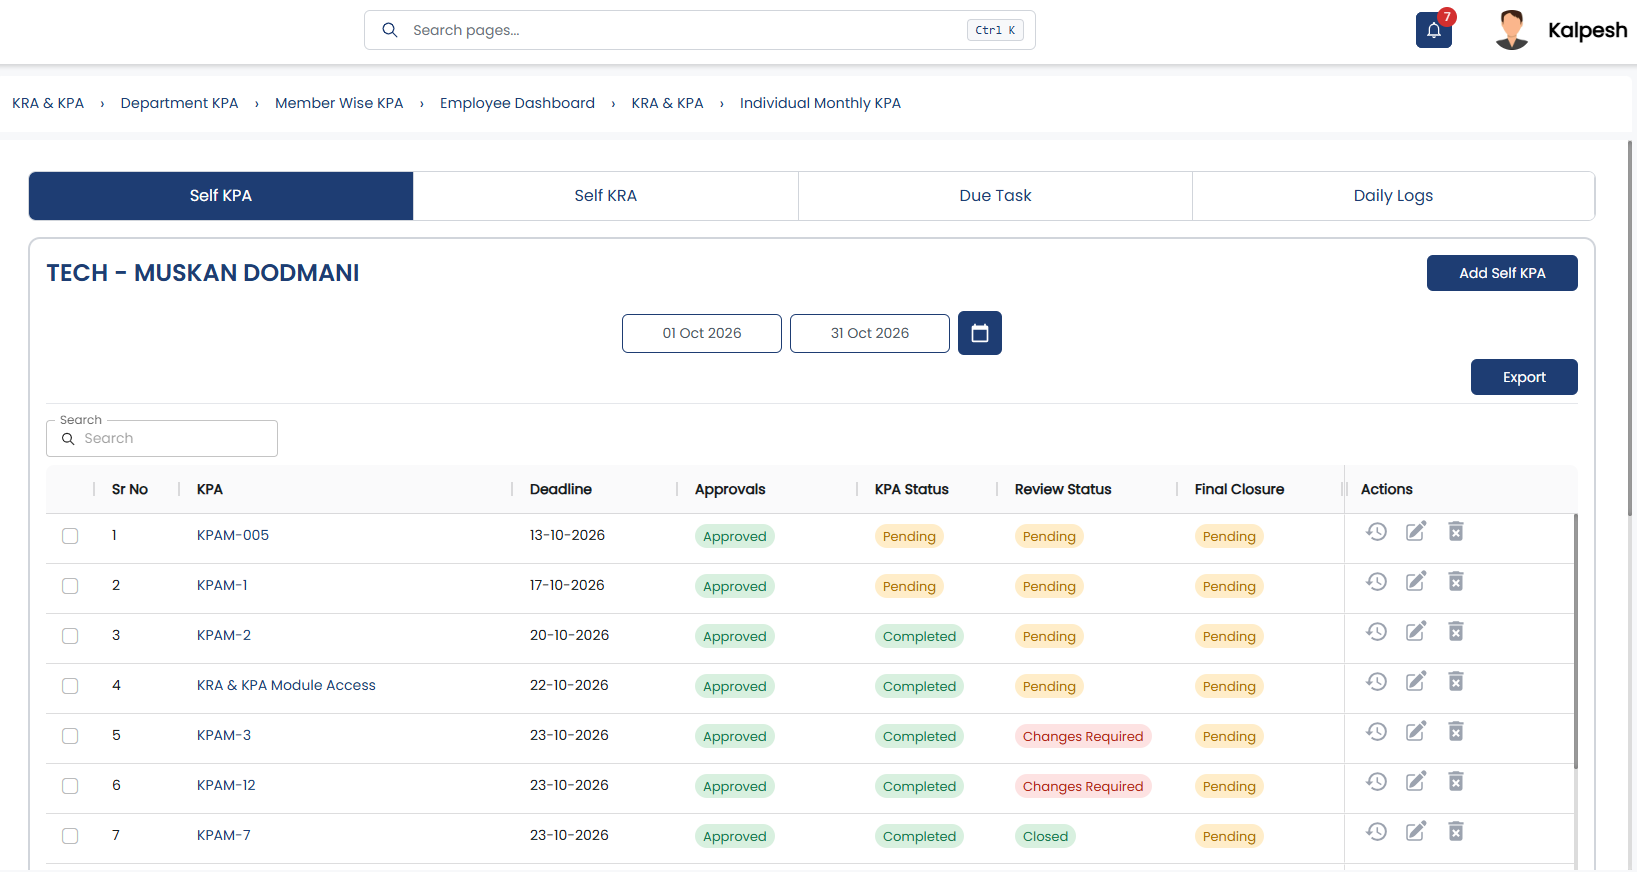 Search pages... Ctrl K 7 Kalpesh
KRA & KPA › Department KPA › Member Wise KPA › Employee Dashboard › KRA & KPA › Individual Monthly KPA
Self KPA Self KRA Due Task Daily Logs
TECH - MUSKAN DODMANI Add Self KPA
01 Oct 2026 31 Oct 2026
Export
Search
Search
Sr No KPA Deadline Approvals KPA Status Review Status Final Closure Actions
1 KPAM-005 13-10-2026 Approved Pending Pending Pending
2 KPAM-1 17-10-2026 Approved Pending Pending Pending
3 KPAM-2 20-10-2026 Approved Completed Pending Pending
4 KRA & KPA Module Access 22-10-2026 Approved Completed Pending Pending
5 KPAM-3 23-10-2026 Approved Completed Changes Required Pending
6 KPAM-12 23-10-2026 Approved Completed Changes Required Pending
7 KPAM-7 23-10-2026 Approved Completed Closed Pending